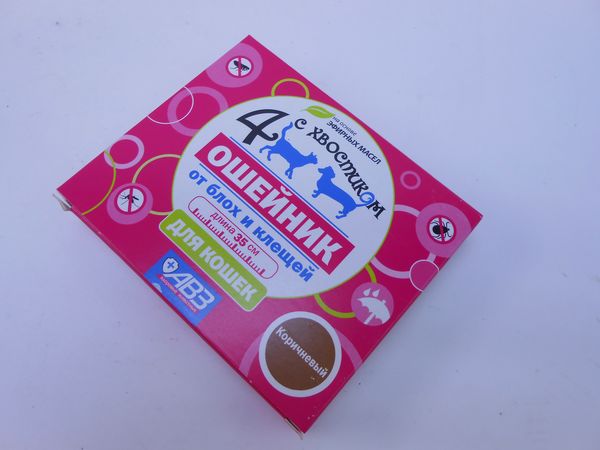 на основе
ЭФИРНЫХ МАСЕЛ
4 с хвостиком
ОШЕЙНИК
от блох и клещей
длина 35 см
ДЛЯ КОШЕК
АВЗ
Коричневый